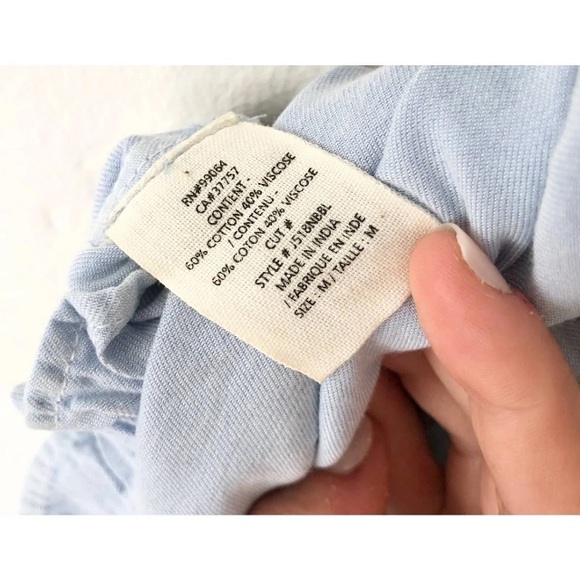 RN#99064
CA#37757
CONTENT -
60% COTTON 40% VISCOSE
/ CONTENU -
60% COTON 40% VISCOSE
CUT #
STYLE # J518NBBL
MADE IN INDIA
/ FABRIQUE EN INDE
SIZE : M / TAILLE : M